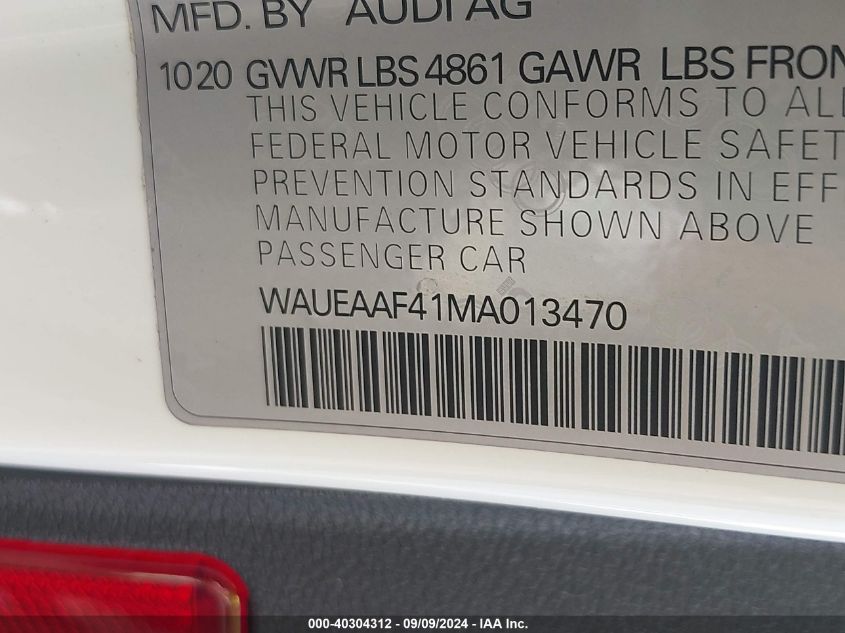 MFD. BY AUDI AG
1020 GVWR LBS 4861 GAWR LBS FRON
THIS VEHICLE CONFORMS TO ALL
FEDERAL MOTOR VEHICLE SAFET
PREVENTION STANDARDS IN EFF
MANUFACTURE SHOWN ABOVE
PASSENGER CAR
WAUEAAF41MA013470
000-40304312 - 09/09/2024 - IAA Inc.